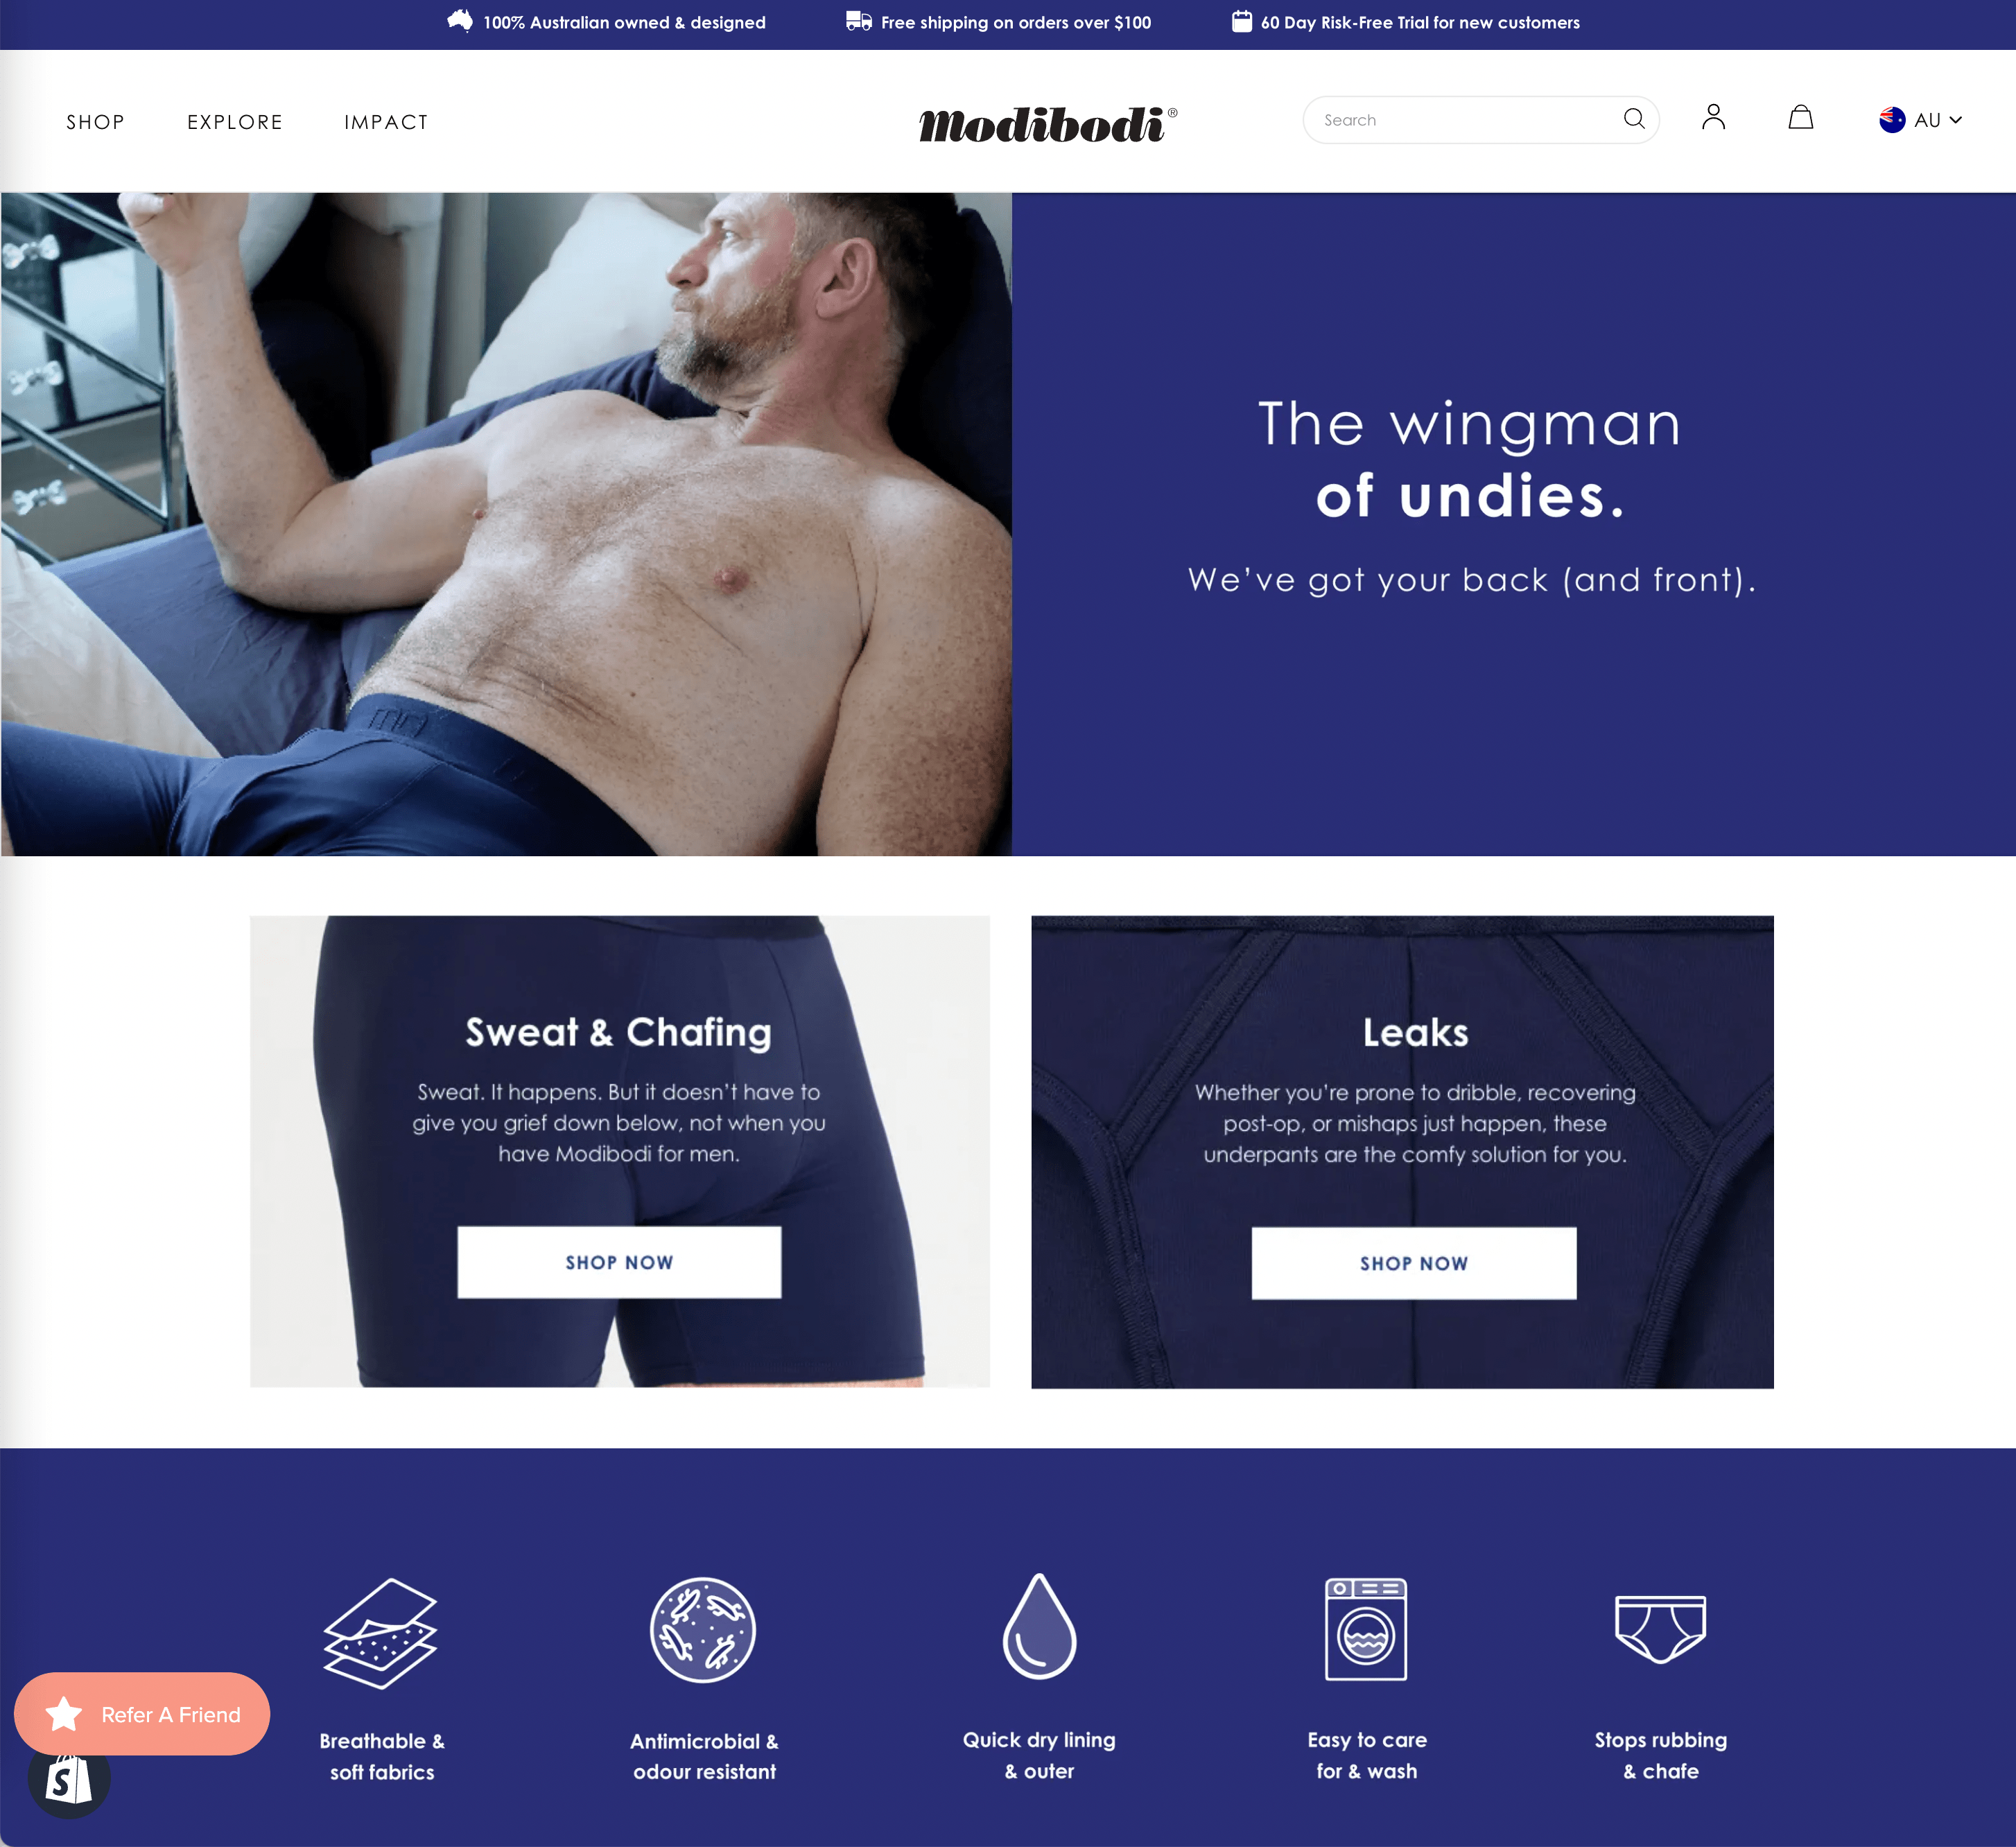 100% Australian owned & designed
Free shipping on orders over $100
60 Day Risk-Free Trial for new customers
SHOP
EXPLORE
IMPACT
modibodi®
Search
AU
The wingman
of undies.
We've got your back (and front).
Sweat & Chafing
Sweat. It happens. But it doesn't have to
give you grief down below, not when you
have Modibodi for men.
SHOP NOW
Leaks
Whether you're prone to dribble, recovering
post-op, or mishaps just happen, these
underpants are the comfy solution for you.
SHOP NOW
Breathable &
soft fabrics
Antimicrobial &
odour resistant
Quick dry lining
& outer
Easy to care
for & wash
Stops rubbing
& chafe
Refer A Friend
S